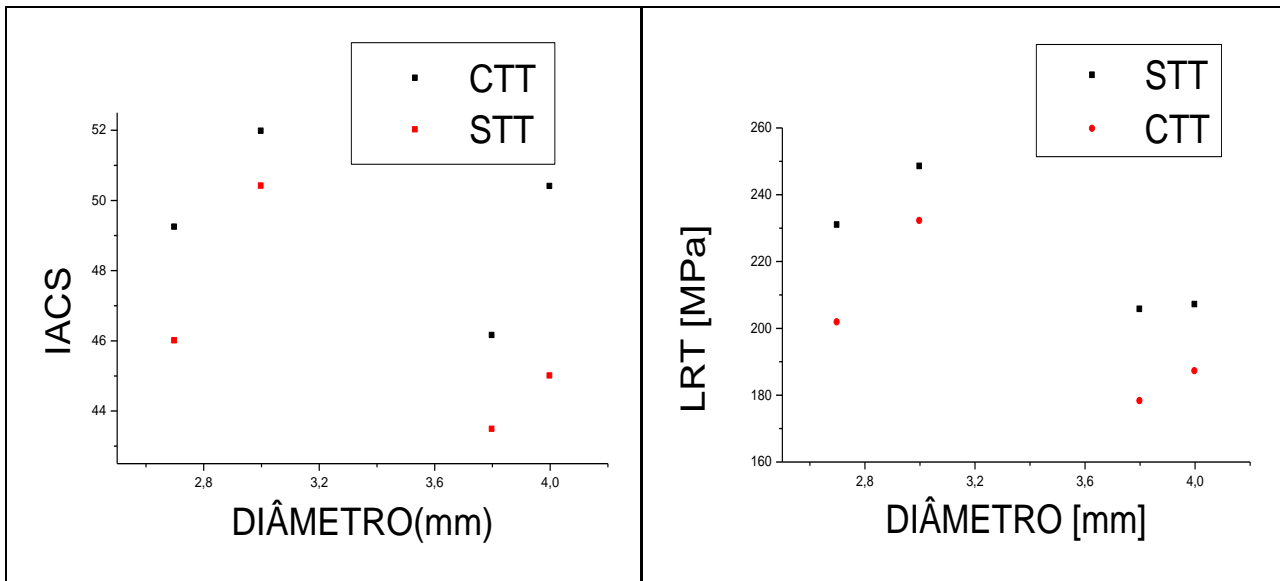 CTT
STT
52
50
48
46
44
IACS
2,8
3,2
3,6
4,0
DIÂMETRO(mm)
STT
CTT
260
240
220
200
180
160
LRT [MPa]
2,8
3,2
3,6
4,0
DIÂMETRO [mm]